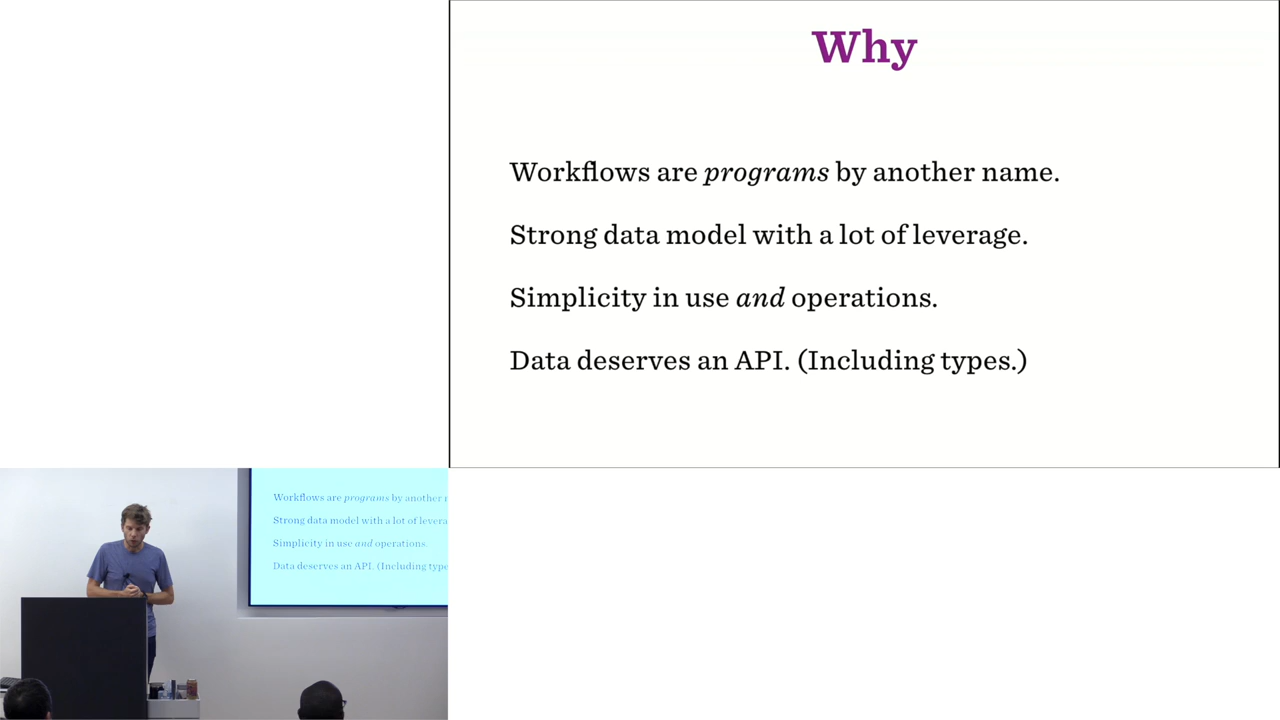 Why
Workflows are programs by another name.
Strong data model with a lot of leverage.
Simplicity in use and operations.
Data deserves an API. (Including types.)
Workflows are programs by another
Strong data model with a lot of
Simplicity in use and operations.
Data deserves an API. (Including